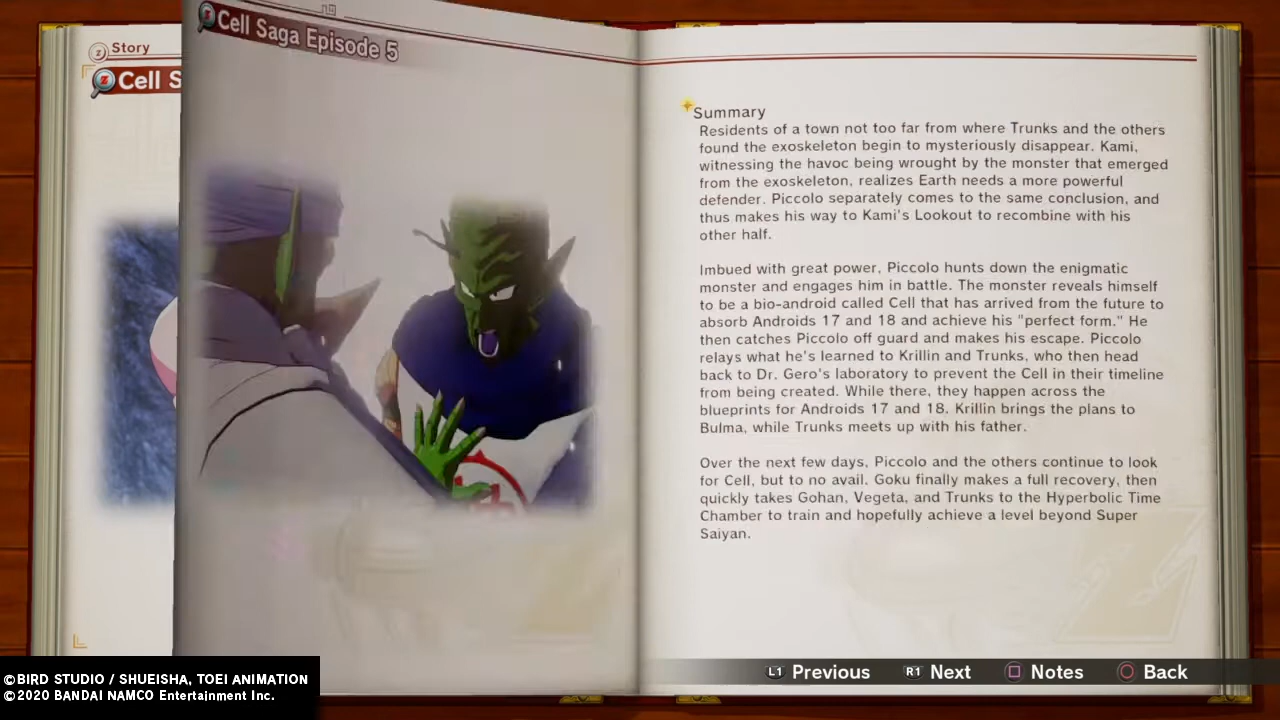 Story
Cell S
Cell Saga Episode 5
Summary
Residents of a town not too far from where Trunks and the others
found the exoskeleton begin to mysteriously disappear. Kami,
witnessing the havoc being wrought by the monster that emerged
from the exoskeleton, realizes Earth needs a more powerful
defender. Piccolo separately comes to the same conclusion, and
thus makes his way to Kami's Lookout to recombine with his
other half.
Imbued with great power, Piccolo hunts down the enigmatic
monster and engages him in battle. The monster reveals himself
to be a bio-android called Cell that has arrived from the future to
absorb Androids 17 and 18 and achieve his "perfect form." He
then catches Piccolo off guard and makes his escape. Piccolo
relays what he's learned to Krillin and Trunks, who then head
back to Dr. Gero's laboratory to prevent the Cell in their timeline
from being created. While there, they happen across the
blueprints for Androids 17 and 18. Krillin brings the plans to
Bulma, while Trunks meets up with his father.
Over the next few days, Piccolo and the others continue to look
for Cell, but to no avail. Goku finally makes a full recovery, then
quickly takes Gohan, Vegeta, and Trunks to the Hyperbolic Time
Chamber to train and hopefully achieve a level beyond Super
Saiyan.
L1 Previous R1 Next Notes Back
©BIRD STUDIO / SHUEISHA, TOEI ANIMATION
©2020 BANDAI NAMCO Entertainment Inc.